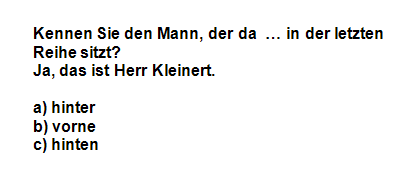 Kennen Sie den Mann, der da … in der letzten
Reihe sitzt?
Ja, das ist Herr Kleinert.
a) hinter
b) vorne
c) hinten